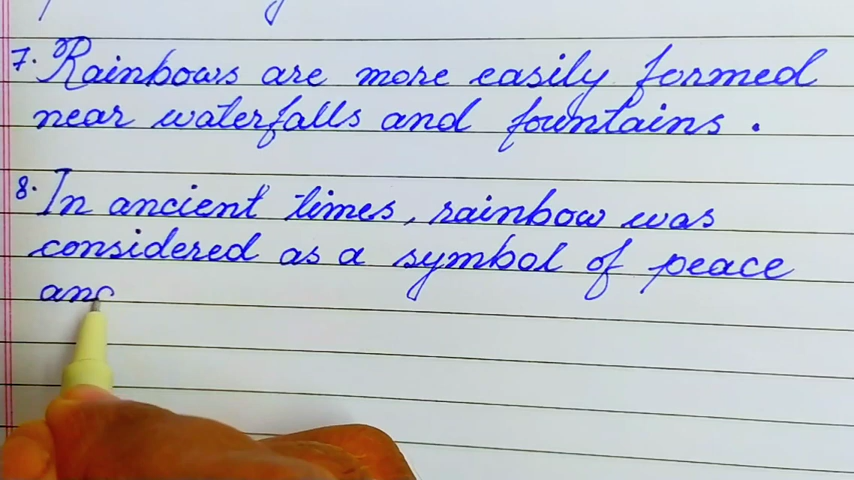 7. Rainbows are more easily formed
near waterfalls and fountains.
8. In ancient times, rainbow was
considered as a symbol of peace
an